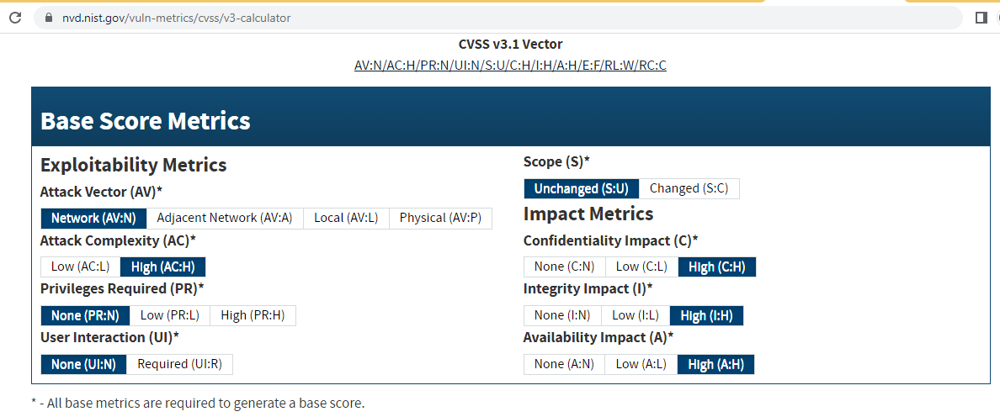 nvd.nist.gov/vuln-metrics/cvss/v3-calculator
CVSS v3.1 Vector
AV:N/AC:H/PR:N/UI:N/S:U/C:H/I:H/A:H/E:F/RL:W/RC:C
Base Score Metrics
Exploitability Metrics
Attack Vector (AV)*
Network (AV:N) Adjacent Network (AV:A) Local (AV:L) Physical (AV:P)
Attack Complexity (AC)*
Low (AC:L) High (AC:H)
Privileges Required (PR)*
None (PR:N) Low (PR:L) High (PR:H)
User Interaction (UI)*
None (UI:N) Required (UI:R)
Scope (S)*
Unchanged (S:U) Changed (S:C)
Impact Metrics
Confidentiality Impact (C)*
None (C:N) Low (C:L) High (C:H)
Integrity Impact (I)*
None (I:N) Low (I:L) High (I:H)
Availability Impact (A)*
None (A:N) Low (A:L) High (A:H)
* - All base metrics are required to generate a base score.